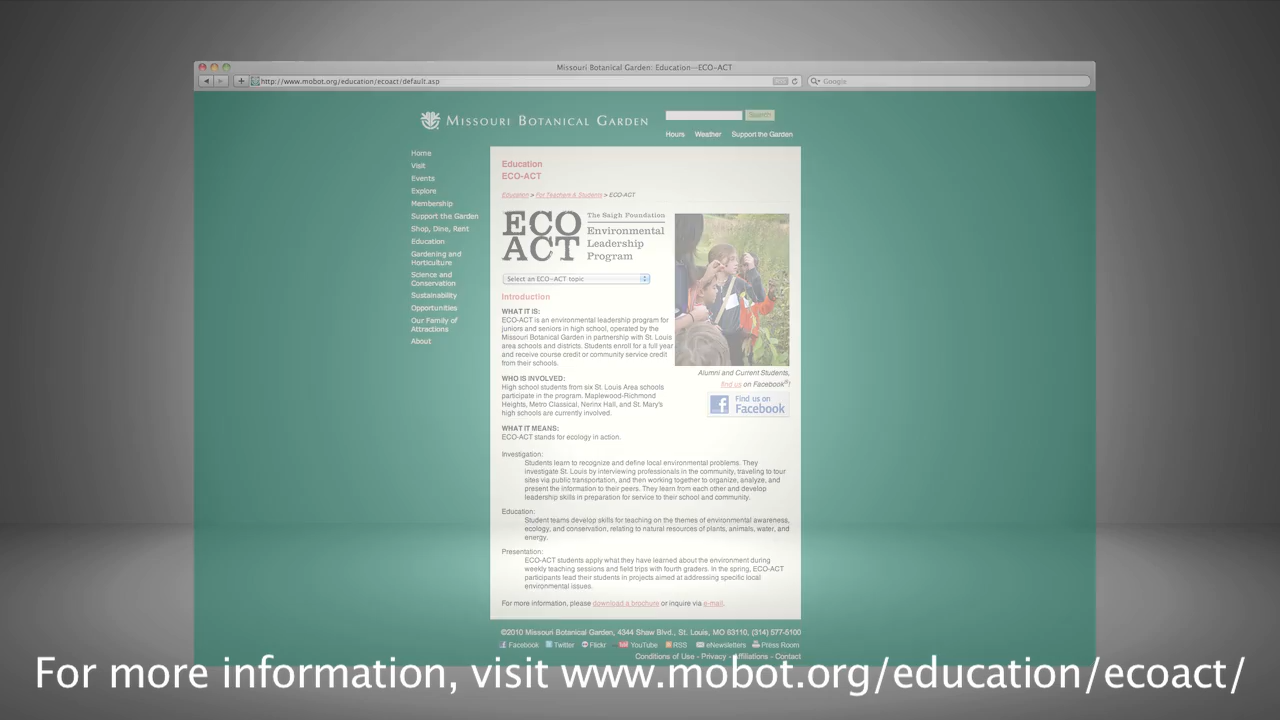 Missouri Botanical Garden: Education--ECO-ACT
http://www.mobot.org/education/ecoact/default.asp
Google
MISSOURI BOTANICAL GARDEN
Search
Hours Weather Support the Garden
Home
Visit
Events
Explore
Membership
Support the Garden
Shop, Dine, Rent
Education
Gardening and
Horticulture
Science and
Conservation
Sustainability
Opportunities
Our Family of
Attractions
About
Education
ECO-ACT
Education > For Teachers & Students > ECO-ACT
ECO
ACT
The Saigh Foundation
Environmental
Leadership
Program
Select an ECO-ACT topic
Introduction
WHAT IT IS:
ECO-ACT is an environmental leadership program for
juniors and seniors in high school, operated by the
Missouri Botanical Garden in partnership with St. Louis
area schools and districts. Students enroll for a full year
and receive course credit or community service credit
from their schools.
Alumni and Current Students,
find us on Facebook®!
Find us on
Facebook
WHO IS INVOLVED:
High school students from six St. Louis Area schools
participate in the program. Maplewood-Richmond
Heights, Metro Classical, Nerinx Hall, and St. Mary's
high schools are currently involved.
WHAT IT MEANS:
ECO-ACT stands for ecology in action.
Investigation:
Students learn to recognize and define local environmental problems. They
investigate St. Louis by interviewing professionals in the community, traveling to tour
sites via public transportation, and then working together to organize, analyze, and
present the information to their peers. They learn from each other and develop
leadership skills in preparation for service to their school and community.
Education:
Student teams develop skills for teaching on the themes of environmental awareness,
ecology, and conservation, relating to natural resources of plants, animals, water, and
energy.
Presentation:
ECO-ACT students apply what they have learned about the environment during
weekly teaching sessions and field trips with fourth graders. In the spring, ECO-ACT
participants lead their students in projects aimed at addressing specific local
environmental issues.
For more information, please download a brochure or inquire via e-mail.
©2010 Missouri Botanical Garden, 4344 Shaw Blvd., St. Louis, MO 63110, (314) 577-5100
Facebook Twitter Flickr YouTube RSS eNewsletters Press Room
Conditions of Use - Privacy - Affiliations - Contact
For more information, visit www.mobot.org/education/ecoact/